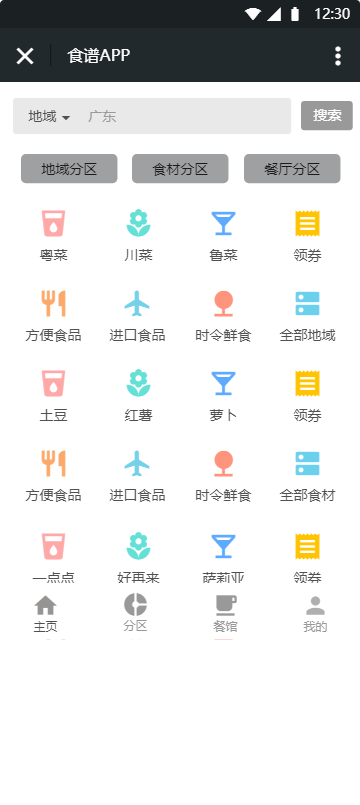 12:30
食谱APP
地域 广东 搜索
地域分区 食材分区 餐厅分区
粤菜 川菜 鲁菜 领券
方便食品 进口食品 时令鲜食 全部地域
土豆 红薯 萝卜 领券
方便食品 进口食品 时令鲜食 全部食材
一点点 好再来 萨莉亚 领券
主页 分区 餐馆 我的